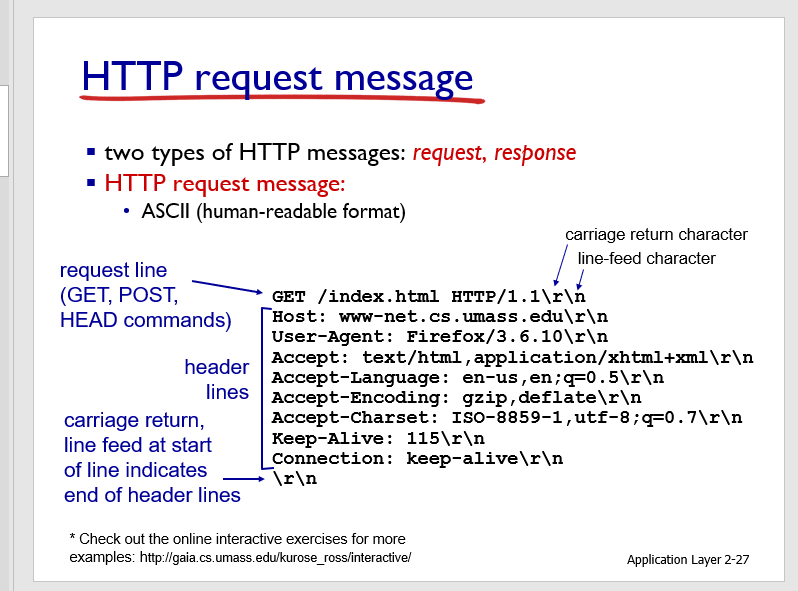 HTTP request message
▪ two types of HTTP messages: request, response
▪ HTTP request message:
• ASCII (human-readable format)
carriage return character
line-feed character
request line
(GET, POST,
HEAD commands)
header
lines
carriage return,
line feed at start
of line indicates
end of header lines
GET /index.html HTTP/1.1\r\n
Host: www-net.cs.umass.edu\r\n
User-Agent: Firefox/3.6.10\r\n
Accept: text/html,application/xhtml+xml\r\n
Accept-Language: en-us,en;q=0.5\r\n
Accept-Encoding: gzip,deflate\r\n
Accept-Charset: ISO-8859-1,utf-8;q=0.7\r\n
Keep-Alive: 115\r\n
Connection: keep-alive\r\n
\r\n
* Check out the online interactive exercises for more
examples: http://gaia.cs.umass.edu/kurose_ross/interactive/
Application Layer 2-27